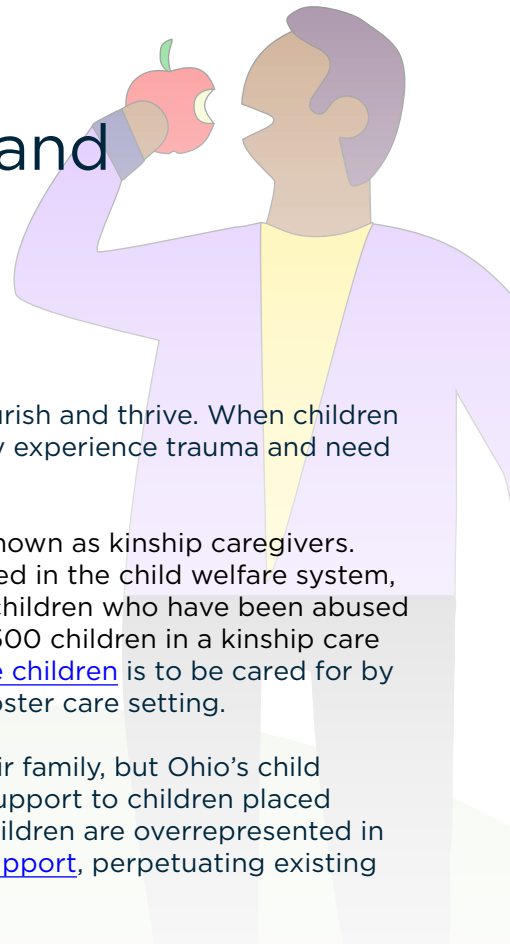 and
urish and thrive. When children
y experience trauma and need
nown as kinship caregivers.
ed in the child welfare system,
children who have been abused
500 children in a kinship care
e children is to be cared for by
oster care setting.
ir family, but Ohio’s child
upport to children placed
ildren are overrepresented in
pport, perpetuating existing